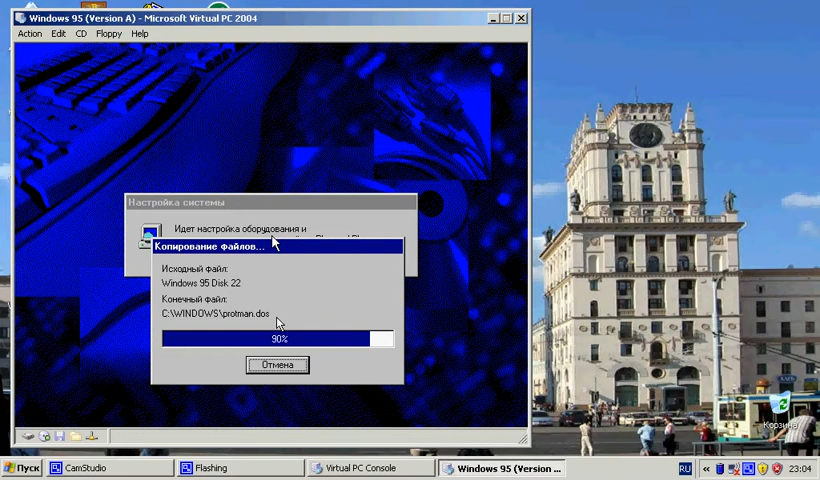 Windows 95 (Version A) - Microsoft Virtual PC 2004
Action Edit CD Floppy Help
Настройка системы
Идет настройка оборудования и
Копирование файлов...
Исходный файл:
Windows 95 Disk 22
Конечный файл:
C:\WINDOWS\protman.dos
90%
Отмена
Корзина
Пуск
CamStudio
Flashing
Virtual PC Console
Windows 95 (Version ...
RU
23:04